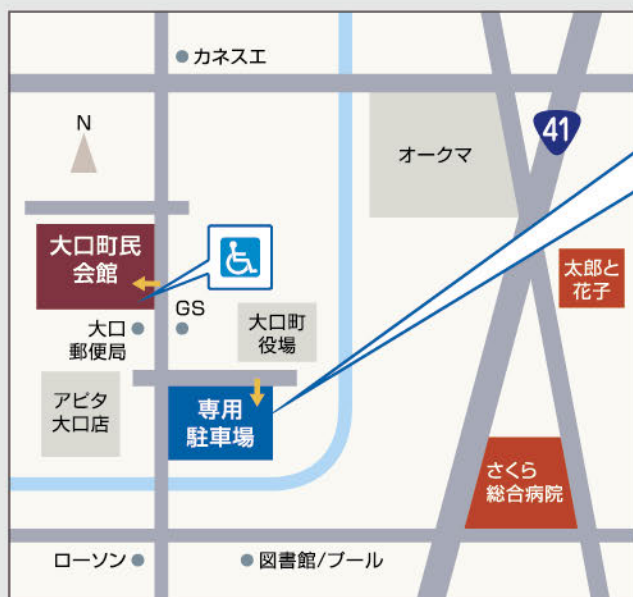 カネスエ
N
オークマ
41
大口町民
会館
太郎と
花子
GS
大口
郵便局
大口町
役場
アピタ
大口店
専用
駐車場
さくら
総合病院
ローソン
図書館/プール